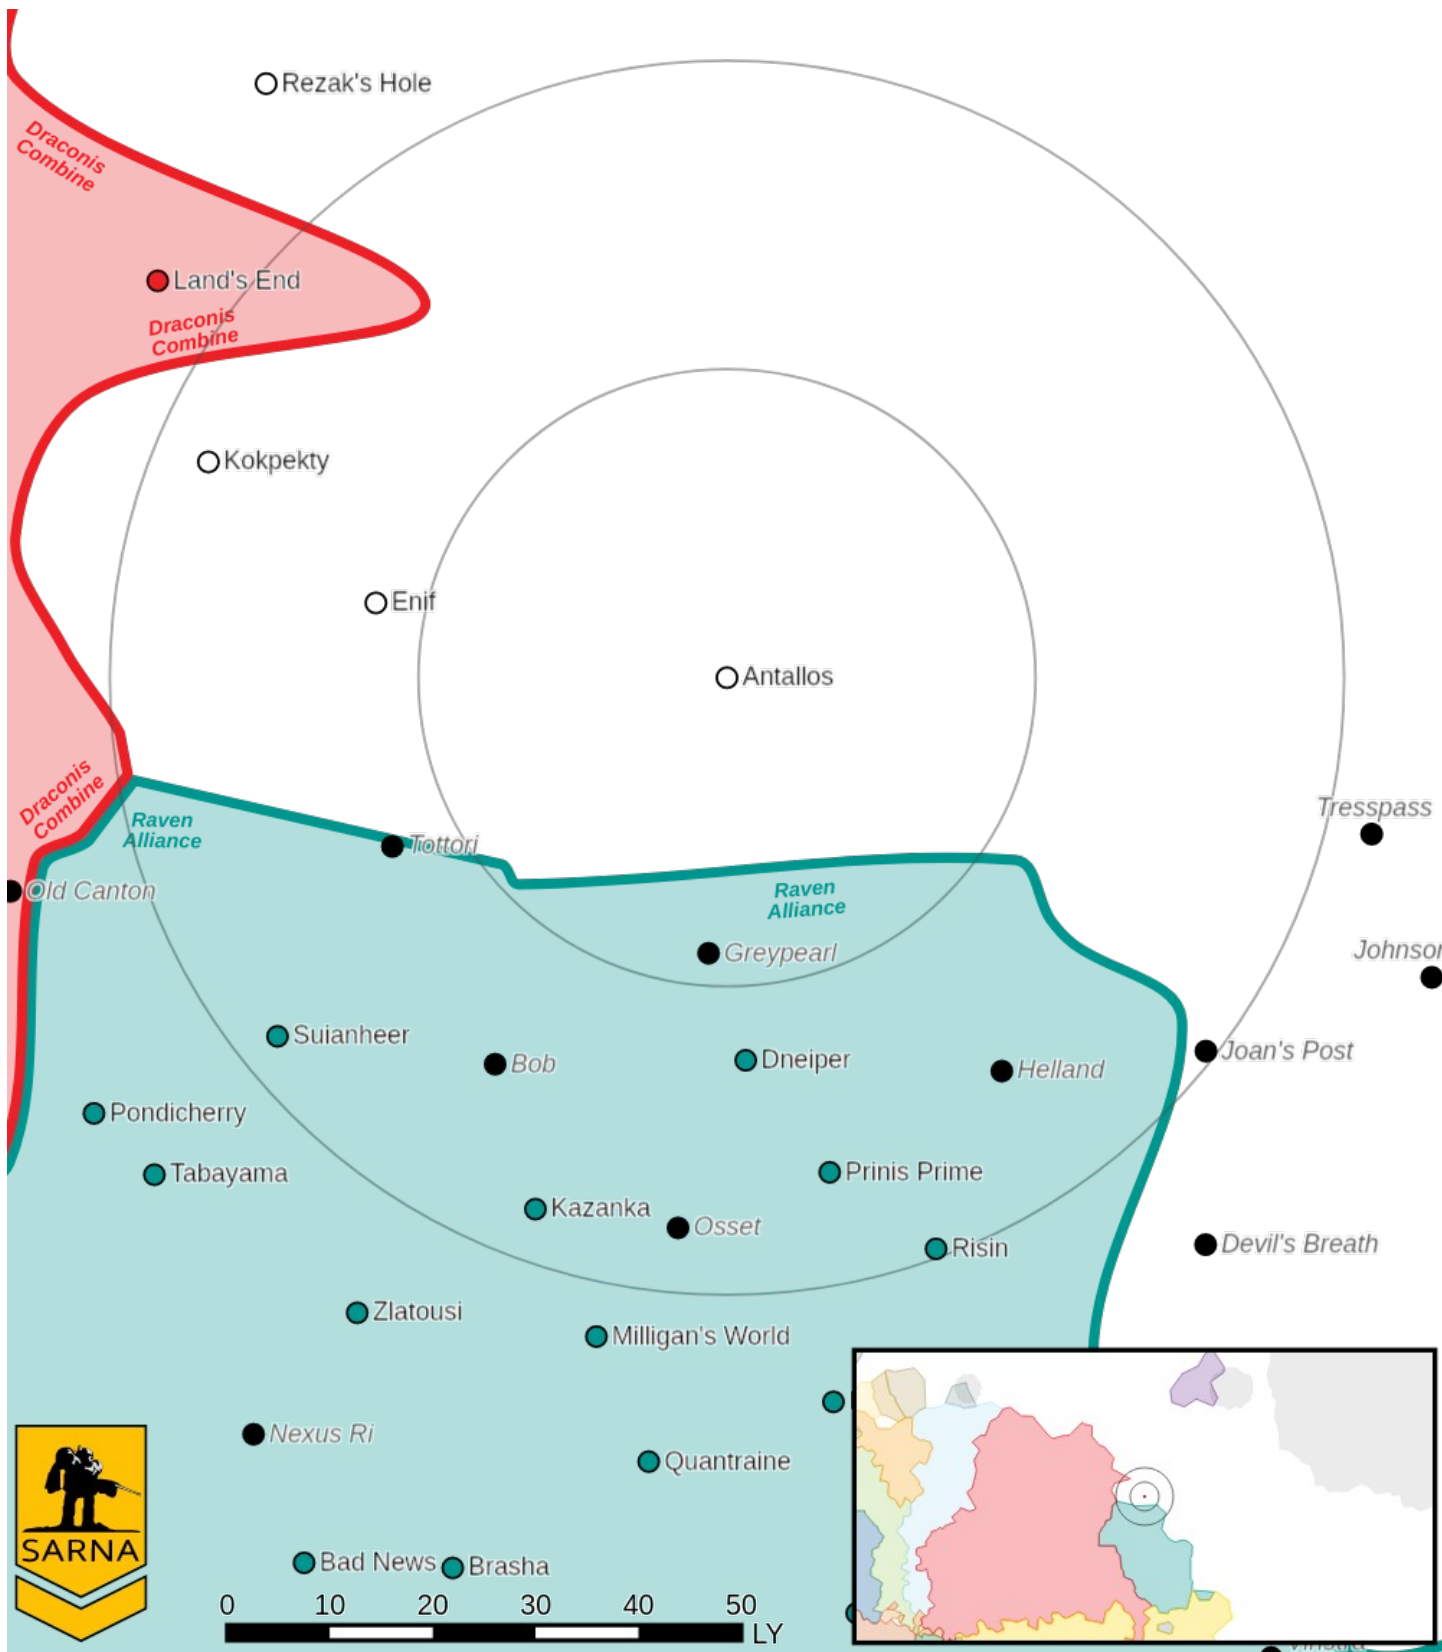 Rezak's Hole
Draconis
Combine
Land's End
Draconis
Combine
Kokpekty
Enif
Antallos
Draconis
Combine
Raven
Alliance
Tresspass
Tottori
Old Canton
Raven
Alliance
Greypearl
Johnson
Suianheer
Bob
Dneiper
Helland
Joan's Post
Pondicherry
Tabayama
Prinis Prime
Kazanka
Osset
Risin
Devil's Breath
Zlatousi
Milligan's World
Nexus Ri
Quantraine
SARNA
Bad News
Brasha
0 10 20 30 40 50
LY